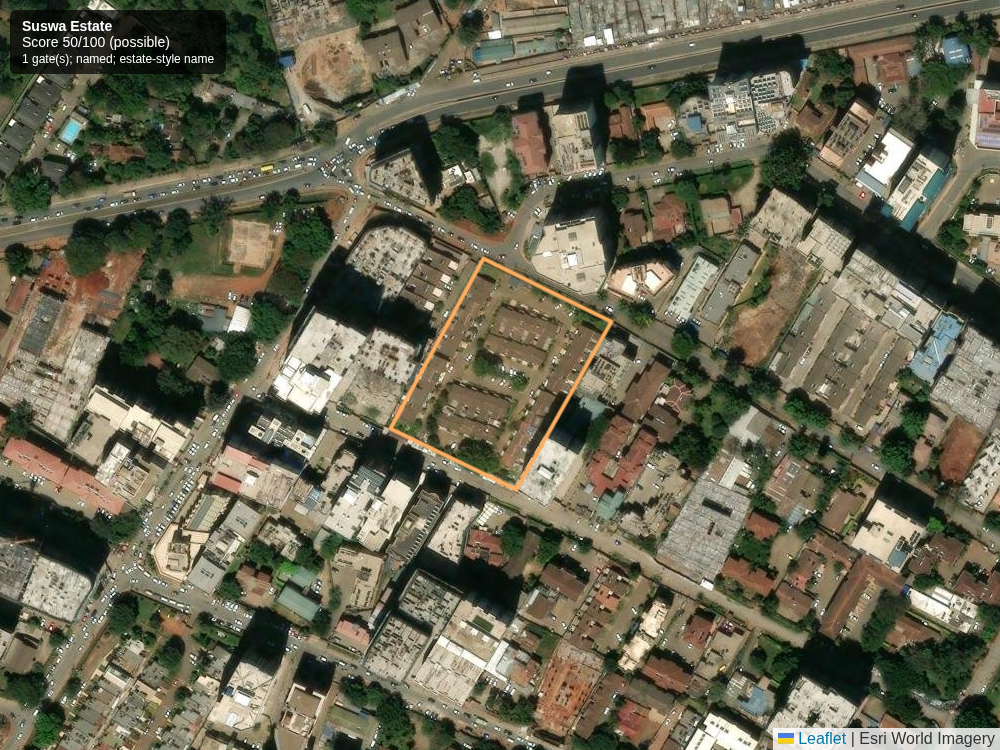 Suswa Estate
Score 50/100 (possible)
1 gate(s); named; estate-style name
Leaflet | Esri World Imagery